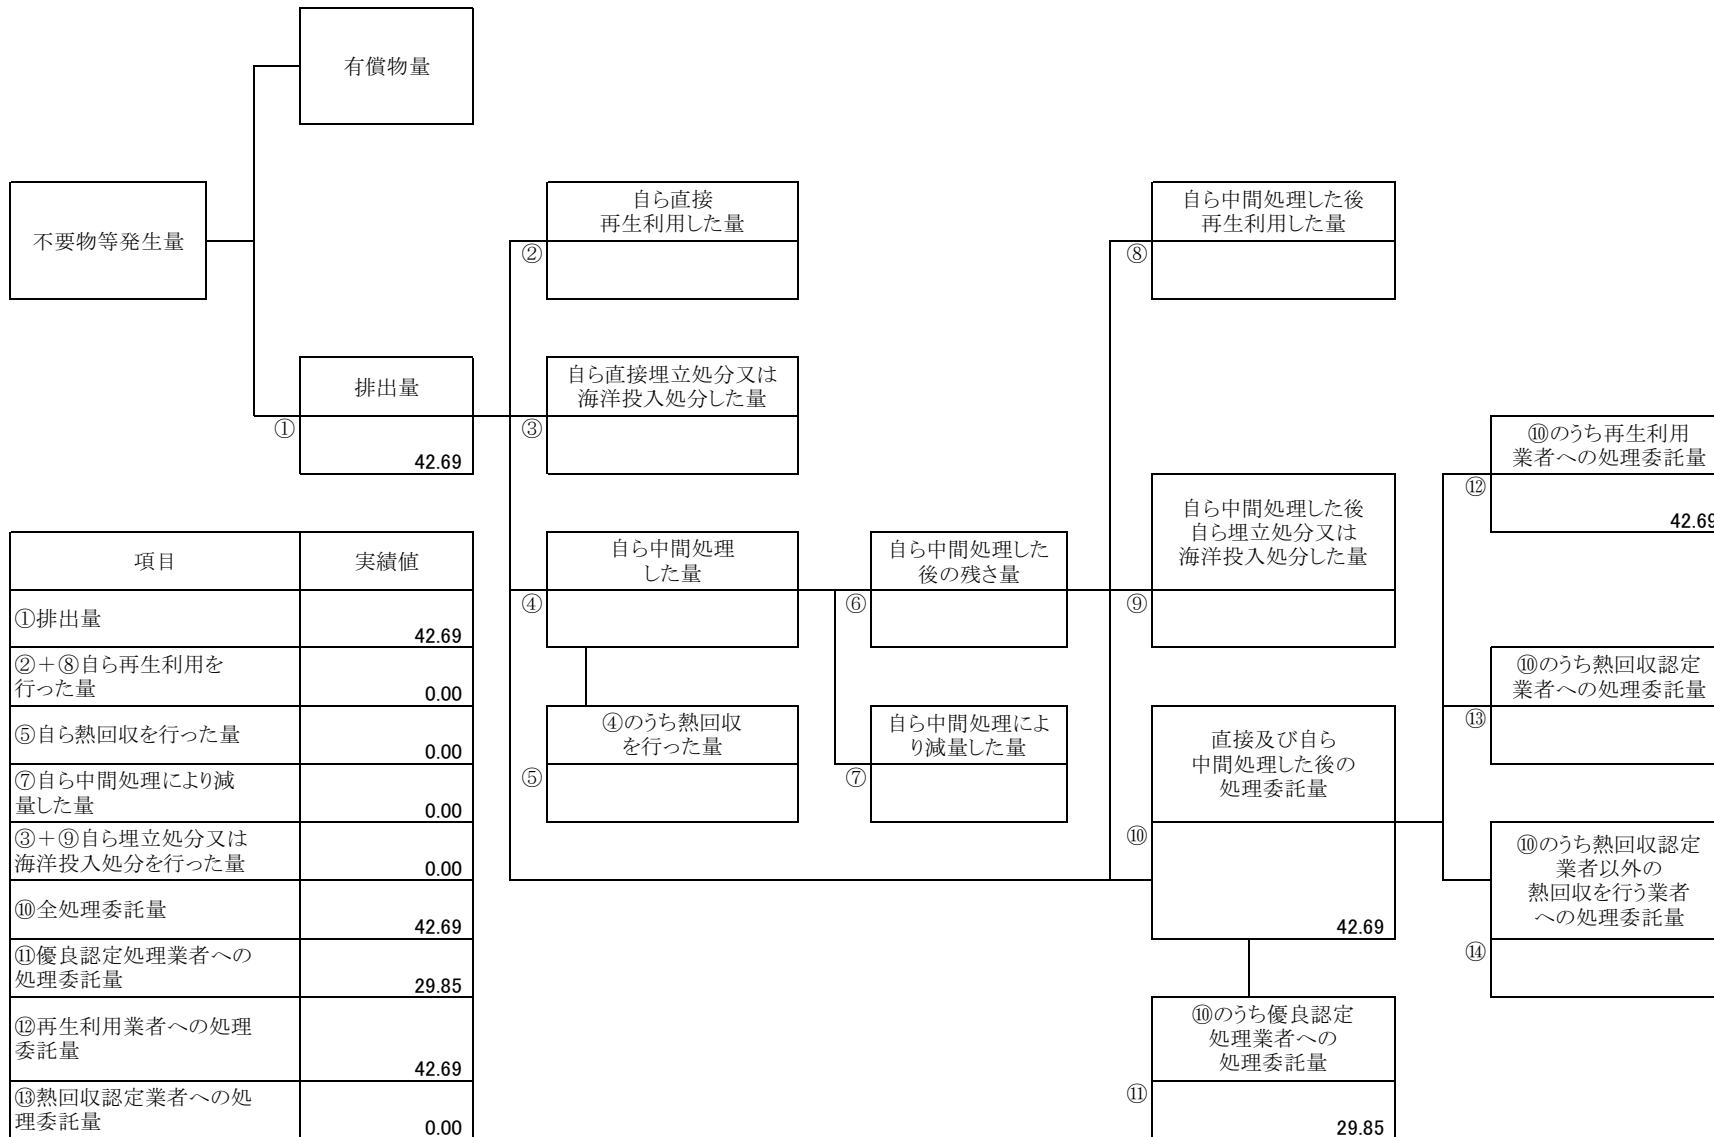 有償物量
不要物等発生量
自ら直接
再生利用した量
②
自ら中間処理した後
再生利用した量
⑧
排出量
①
42.69
自ら直接埋立処分又は
海洋投入処分した量
③
⑩のうち再生利用
業者への処理委託量
⑫
42.69
自ら中間処理した後
自ら埋立処分又は
海洋投入処分した量
⑨
自ら中間処理
した量
④
自ら中間処理した
後の残さ量
⑥
⑩のうち熱回収認定
業者への処理委託量
⑬
④のうち熱回収
を行った量
⑤
自ら中間処理によ
り減量した量
⑦
直接及び自ら
中間処理した後の
処理委託量
⑩
42.69
⑩のうち熱回収認定
業者以外の
熱回収を行う業者
への処理委託量
⑭
⑩のうち優良認定
処理業者への
処理委託量
⑪
29.85
項目 実績値
①排出量
42.69
②+⑧自ら再生利用を
行った量
0.00
⑤自ら熱回収を行った量
0.00
⑦自ら中間処理により減
量した量
0.00
③+⑨自ら埋立処分又は
海洋投入処分を行った量
0.00
⑩全処理委託量
42.69
⑪優良認定処理業者への
処理委託量
29.85
⑫再生利用業者への処理
委託量
42.69
⑬熱回収認定業者への処
理委託量
0.00